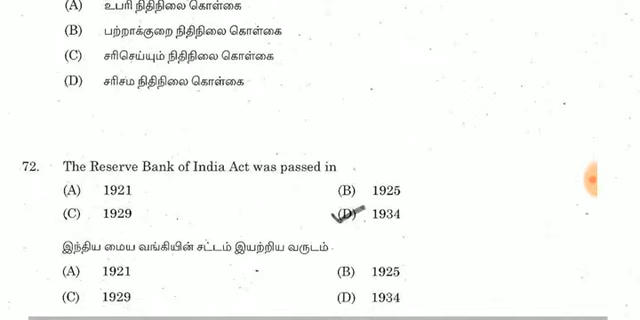 (A) உபரி நிதிநிலை கொள்கை
(B) பற்றாக்குறை நிதிநிலை கொள்கை
(C) சரிசெய்யும் நிதிநிலை கொள்கை
(D) சரிசம நிதிநிலை கொள்கை
72. The Reserve Bank of India Act was passed in
(A) 1921 (B) 1925
(C) 1929 (D) 1934
இந்திய மைய வங்கியின் சட்டம் இயற்றிய வருடம்
(A) 1921 (B) 1925
(C) 1929 (D) 1934